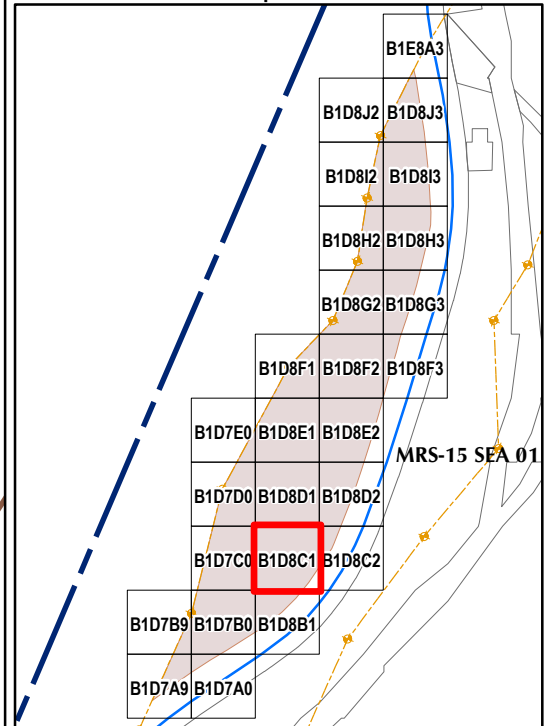 B1E8A3
B1D8J2 B1D8J3
B1D8I2 B1D8I3
B1D8H2 B1D8H3
B1D8G2 B1D8G3
B1D8F1 B1D8F2 B1D8F3
B1D7E0 B1D8E1 B1D8E2
MRS-15 SEA 01
B1D7D0 B1D8D1 B1D8D2
B1D7C0 B1D8C1 B1D8C2
B1D7B9 B1D7B0 B1D8B1
B1D7A9 B1D7A0